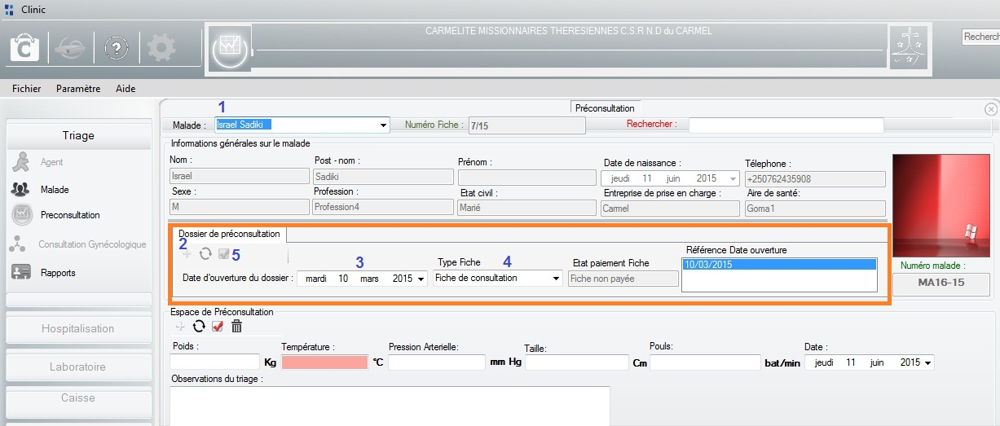 Clinic
C
?
CARMELITE MISSIONNAIRES THERESIENNES C.S.R N.D du CARMEL
Fichier Paramètre Aide
1
Préconsultation
Triage
Malade : Israel Sadiki Numéro Fiche : 7/15 Rechercher :
Informations générales sur le malade
Nom : Post - nom : Prénom : Date de naissance : Télephone :
Agent
Israel Sadiki jeudi 11 juin 2015 +250762435908
Malade
Sexe : Profession : Etat civil : Entreprise de prise en charge : Aire de santé:
M Profession4 Marié Carmel Goma1
Preconsultation
Dossier de préconsultation
2
5
Consultation Gynécologique
Référence Date ouverture
3 Type Fiche 4 Etat paiement Fiche
10/03/2015
Numéro malade :
Rapports
Date d'ouverture du dossier : mardi 10 mars 2015 Fiche de consultation Fiche non payée
MA16-15
Espace de Préconsultation
Hospitalisation
Poids : Température : Pression Arterielle: Taille: Pouls: Date :
Kg °C mm Hg Cm bat/min jeudi 11 juin 2015
Laboratoire
Observations du triage :
Caisse